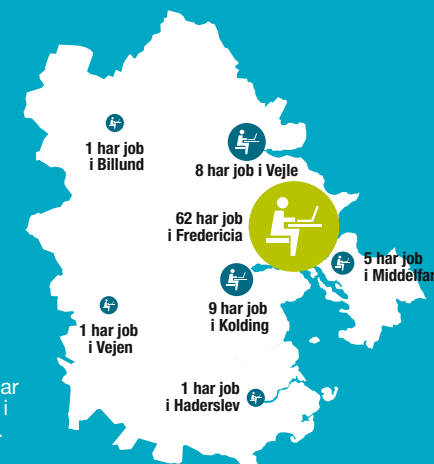 1 har job
i Billund
8 har job i Vejle
62 har job
i Fredericia
5 har job
i Middelfar
9 har job
i Kolding
1 har job
i Vejen
1 har job
i Haderslev
ar
i